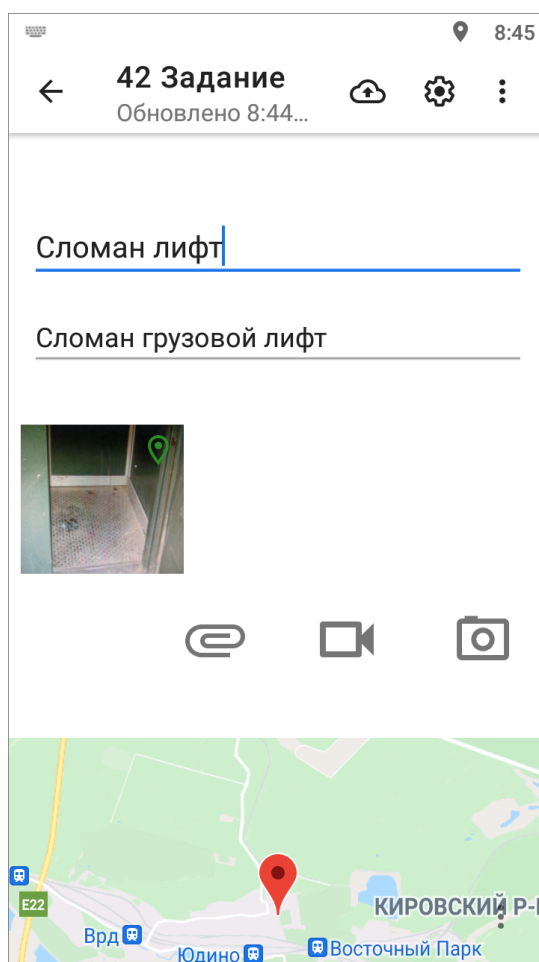 8:45
42 Задание
Обновлено 8:44...
Сломан лифт
Сломан грузовой лифт
E22
КИРОВСКИЙ Р-
Врд
Юдино
Восточный Парк